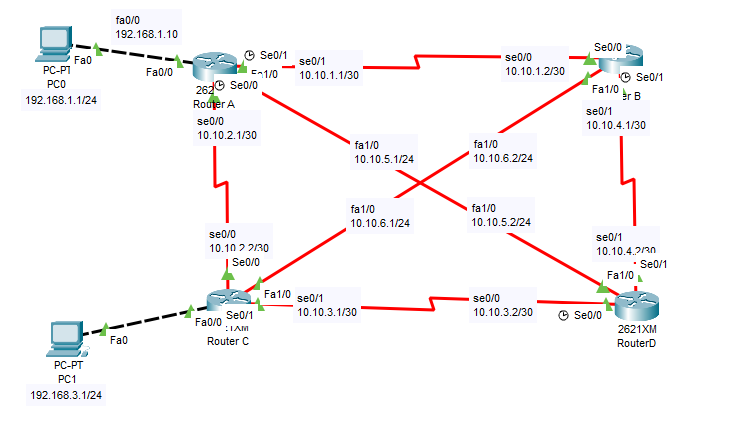 fa0/0
192.168.1.10
Fa0
Fa0/0
PC-PT
PC0
192.168.1.1/24
Se0/1
Fa1/0
Se0/0
Router A
se0/1
10.10.1.1/30
se0/0
10.10.1.2/30
Se0/0
Se0/1
Fa1/0
er B
se0/1
10.10.4.1/30
se0/0
10.10.2.1/30
fa1/0
10.10.5.1/24
fa1/0
10.10.6.2/24
fa1/0
10.10.6.1/24
fa1/0
10.10.5.2/24
se0/0
10.10.2.2/30
Se0/0
Fa1/0
se0/1
10.10.4.2/30
Se0/1
Fa1/0
Fa0/0
Se0/1
Router C
se0/1
10.10.3.1/30
se0/0
10.10.3.2/30
Se0/0
2621XM
RouterD
Fa0
PC-PT
PC1
192.168.3.1/24